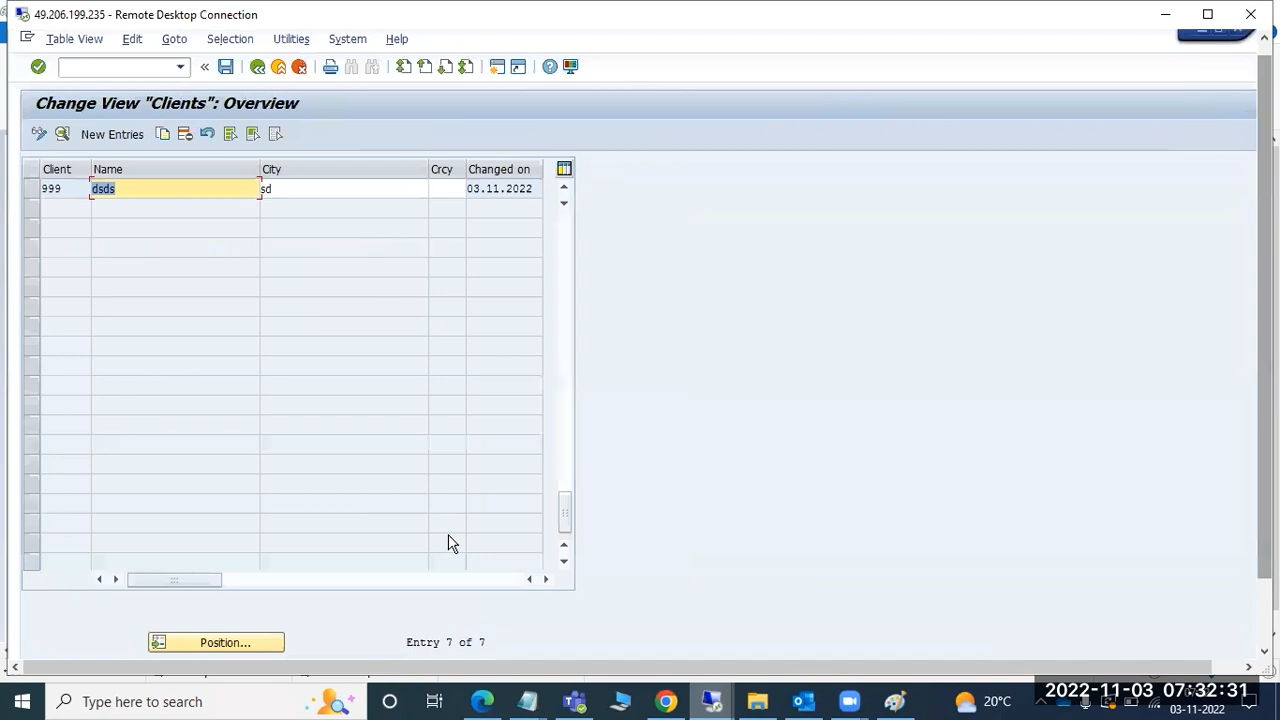 49.206.199.235 - Remote Desktop Connection
Table View Edit Goto Selection Utilities System Help
Change View "Clients": Overview
New Entries
Client Name City Crcy Changed on
999 dsds sd 03.11.2022
Position... Entry 7 of 7
Type here to search 20°C 2022-11-03 07:32:31
03-11-2022